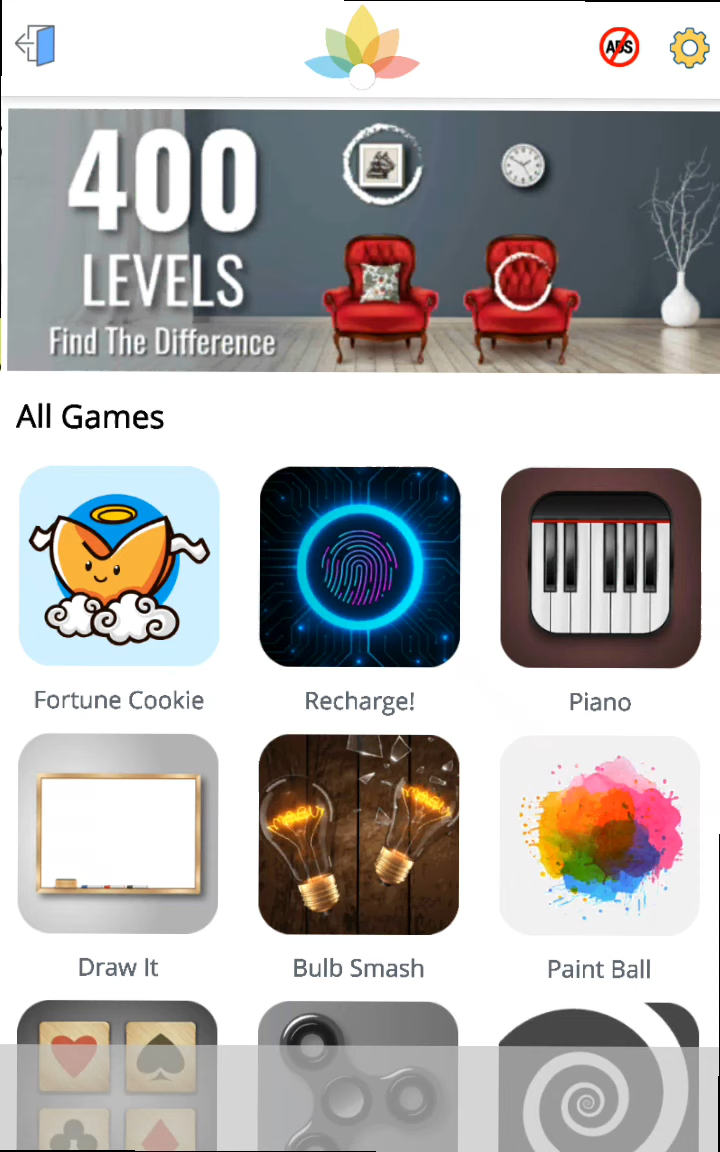 ADS
400
LEVELS
Find The Difference
All Games
Fortune Cookie
Recharge!
Piano
Draw It
Bulb Smash
Paint Ball